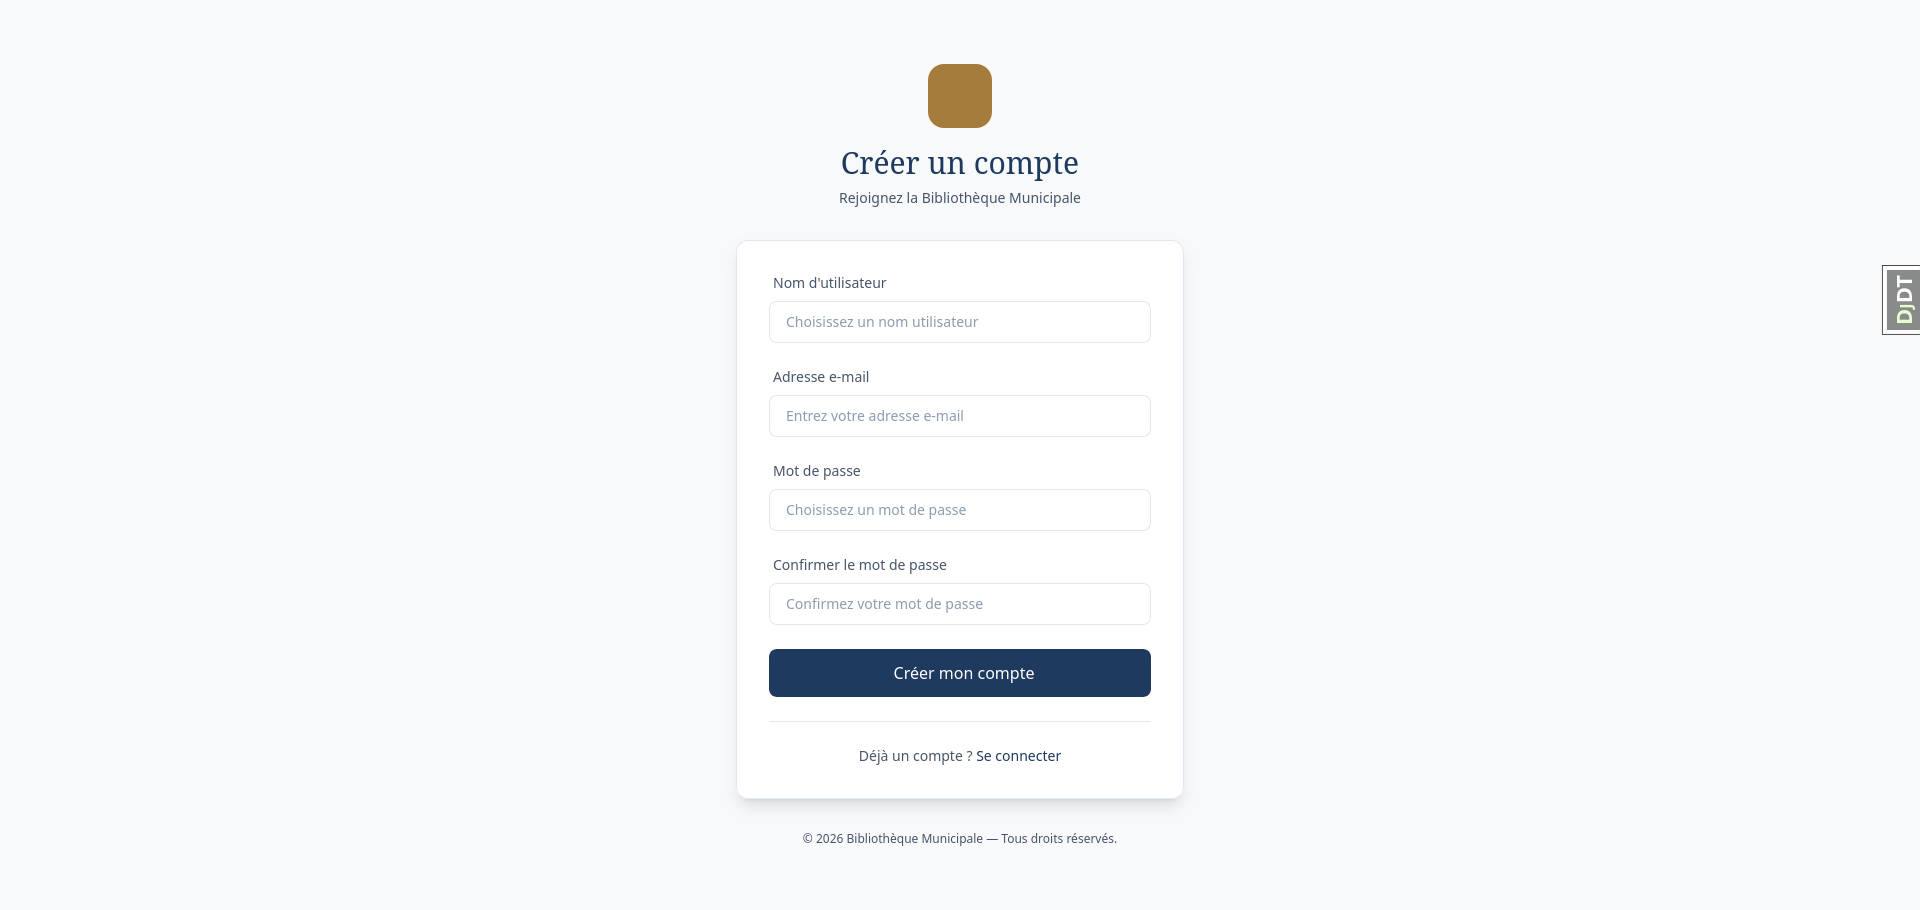 Créer un compte
Rejoignez la Bibliothèque Municipale
Nom d'utilisateur
Choisissez un nom utilisateur
Adresse e-mail
Entrez votre adresse e-mail
Mot de passe
Choisissez un mot de passe
Confirmer le mot de passe
Confirmez votre mot de passe
Créer mon compte
Déjà un compte ? Se connecter
© 2026 Bibliothèque Municipale — Tous droits réservés.
DJDT